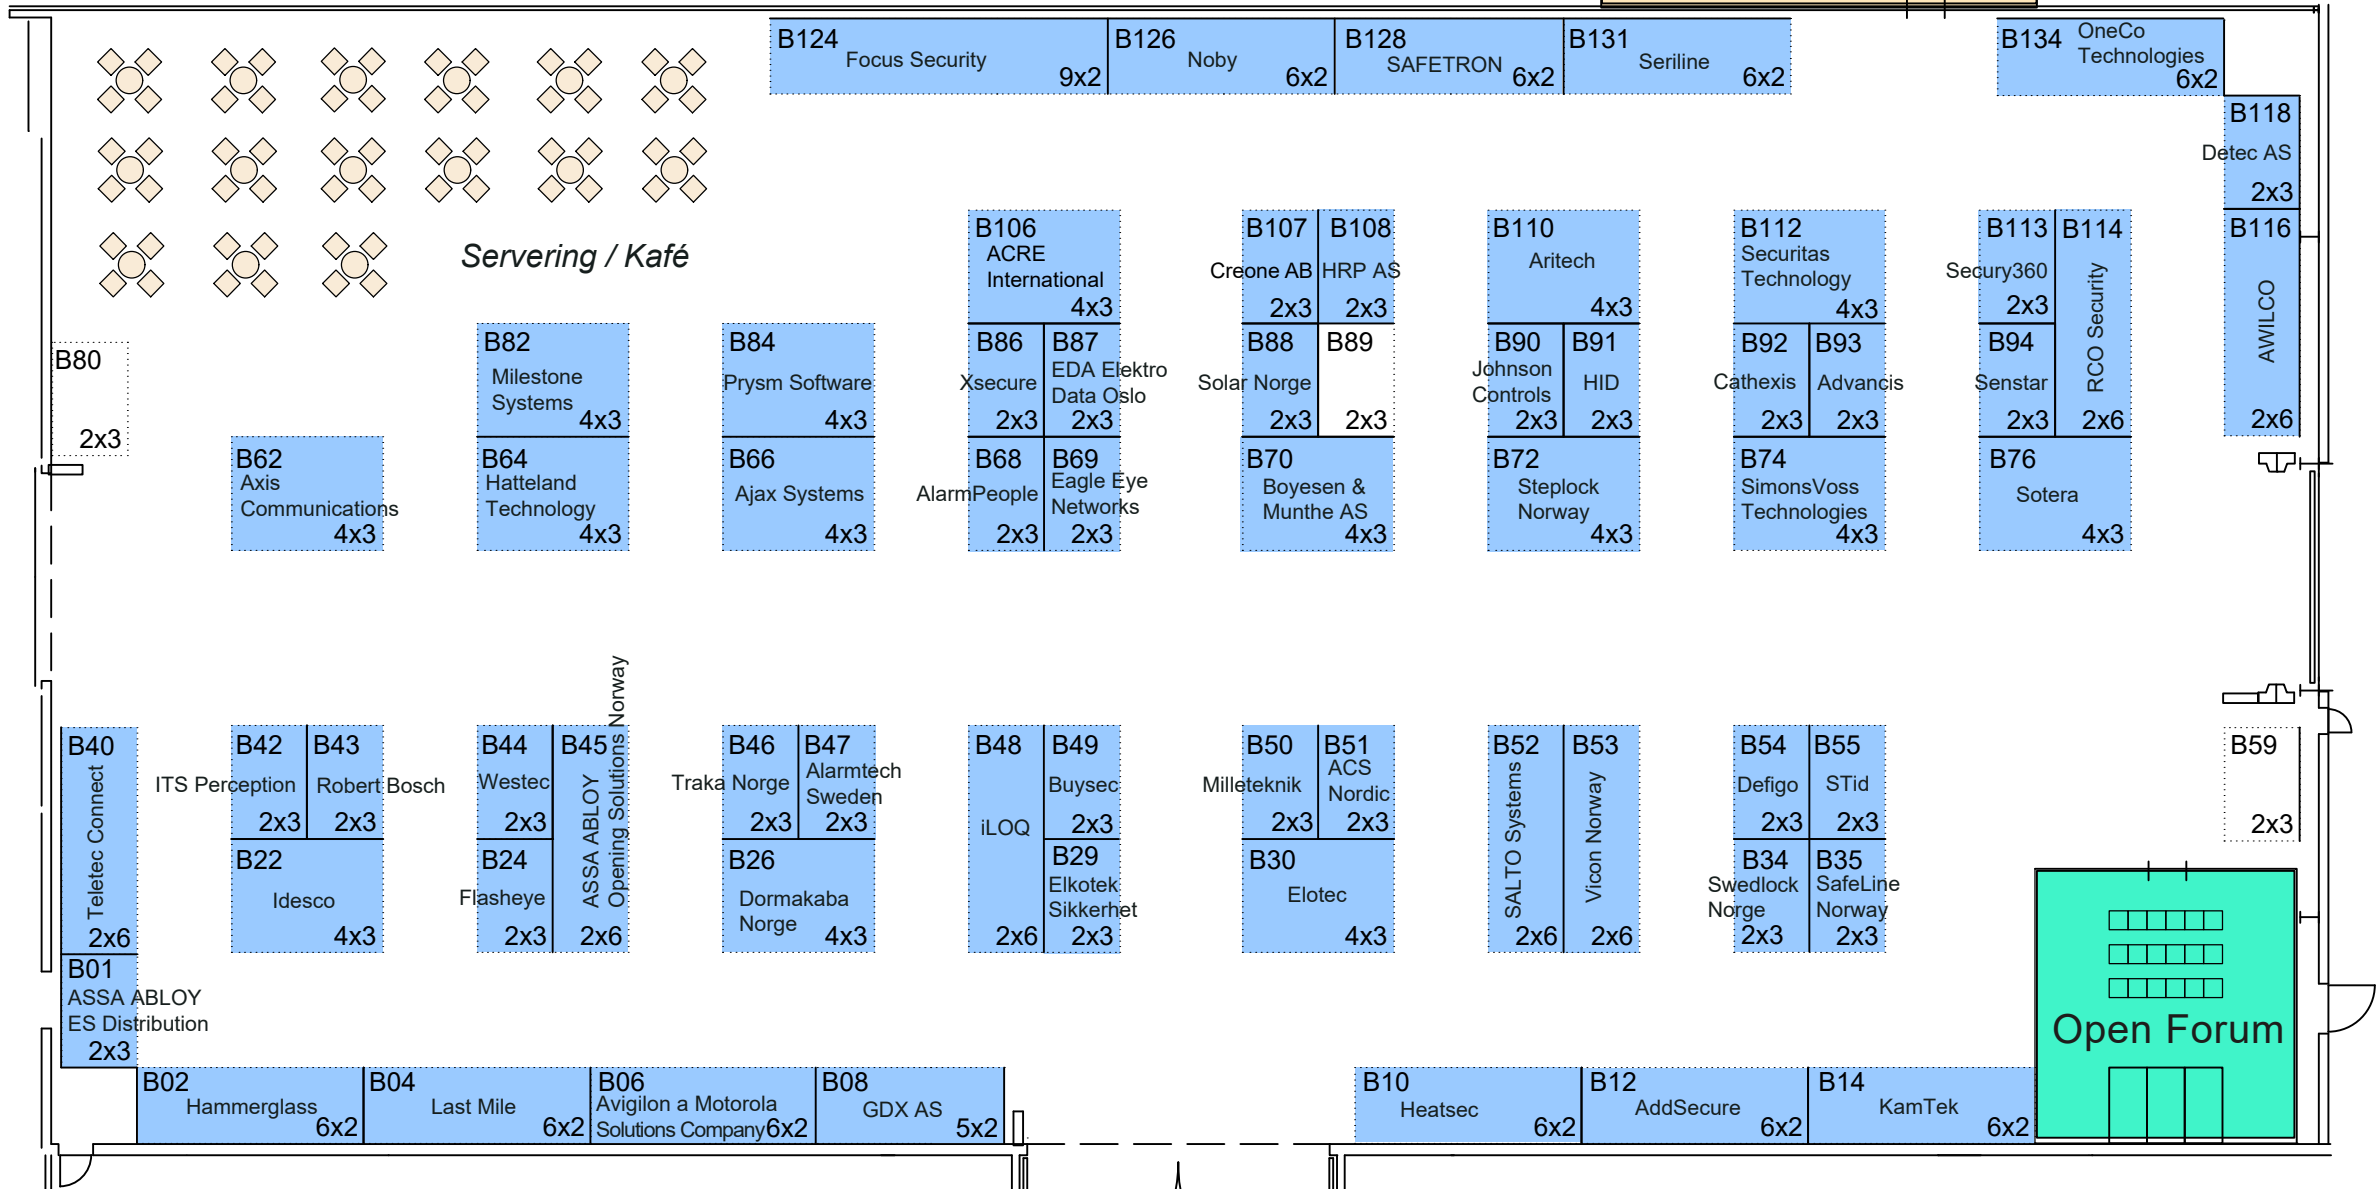 B124
Focus Security
9x2
B126
Noby
6x2
B128
SAFETRON
6x2
B131
Seriline
6x2
B134
OneCo
Technologies
6x2
B118
Detec AS
2x3
B116
AWILCO
2x6
Servering / Kafé
B106
ACRE
International
4x3
B107
Creone AB
2x3
B108
HRP AS
2x3
B110
Aritech
4x3
B112
Securitas
Technology
4x3
B113
Secury360
2x3
B114
RCO Security
2x6
B80
2x3
B82
Milestone
Systems
4x3
B84
Prysm Software
4x3
B86
Xsecure
2x3
B87
EDA Elektro
Data Oslo
2x3
B88
Solar Norge
2x3
B89
2x3
B90
Johnson
Controls
2x3
B91
HID
2x3
B92
Cathexis
2x3
B93
Advancis
2x3
B94
Senstar
2x3
B62
Axis
Communications
4x3
B64
Hatteland
Technology
4x3
B66
Ajax Systems
4x3
B68
AlarmPeople
2x3
B69
Eagle Eye
Networks
2x3
B70
Boyesen &
Munthe AS
4x3
B72
Steplock
Norway
4x3
B74
SimonsVoss
Technologies
4x3
B76
Sotera
4x3
B40
Teletec Connect
2x6
B42
ITS Perception
2x3
B43
Robert Bosch
2x3
B44
Westec
2x3
B45
ASSA ABLOY
Opening Solutions Norway
2x6
B46
Traka Norge
2x3
B47
Alarmtech
Sweden
2x3
B48
iLOQ
2x6
B49
Buysec
2x3
B50
Milleteknik
2x3
B51
ACS
Nordic
2x3
B52
SALTO Systems
2x6
B53
Vicon Norway
2x6
B54
Defigo
2x3
B55
STid
2x3
B59
2x3
B22
Idesco
4x3
B24
Flasheye
2x3
B26
Dormakaba
Norge
4x3
B29
Elkotek
Sikkerhet
2x3
B30
Elotec
4x3
B34
Swedlock
Norge
2x3
B35
SafeLine
Norway
2x3
B01
ASSA ABLOY
ES Distribution
2x3
Open Forum
B02
Hammerglass
6x2
B04
Last Mile
6x2
B06
Avigilon a Motorola
Solutions Company
6x2
B08
GDX AS
5x2
B10
Heatsec
6x2
B12
AddSecure
6x2
B14
KamTek
6x2